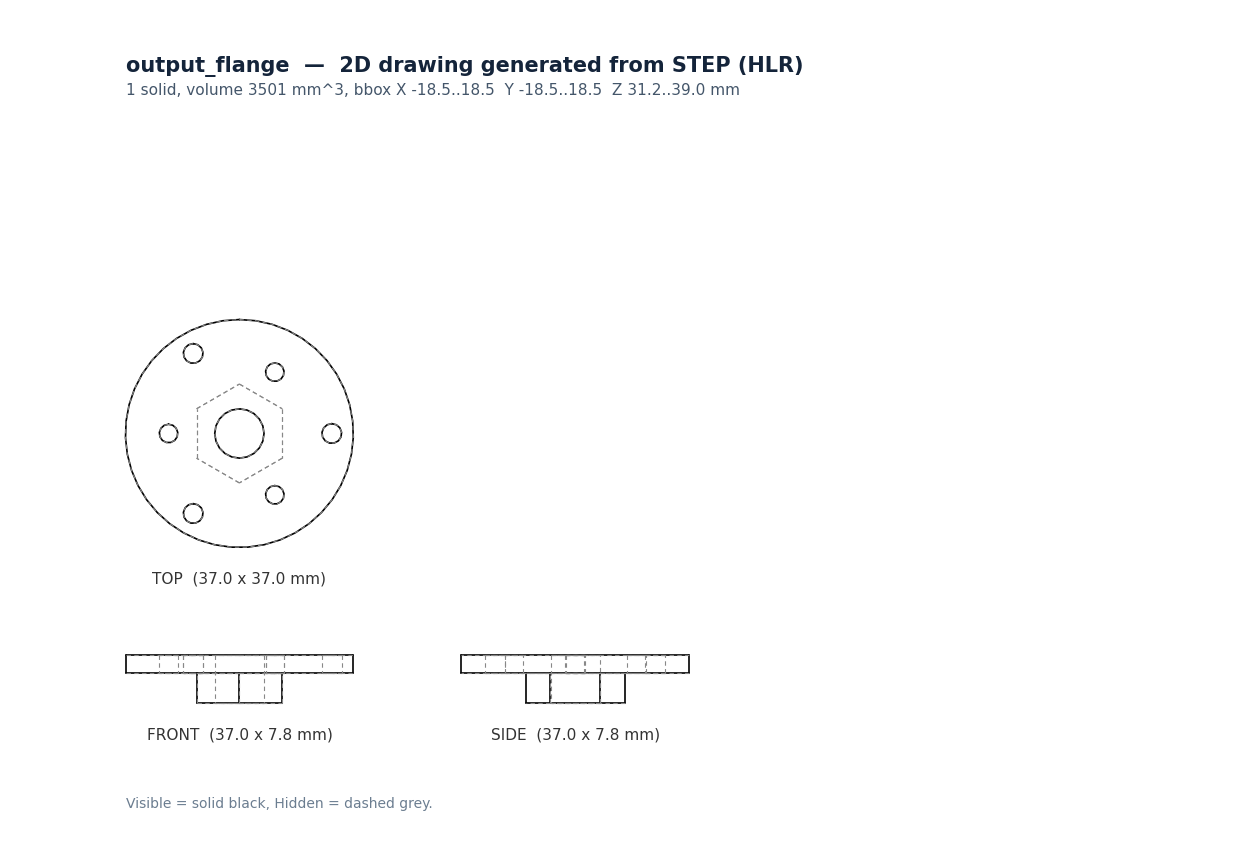 output_flange — 2D drawing generated from STEP (HLR)
1 solid, volume 3501 mm^3, bbox X -18.5..18.5 Y -18.5..18.5 Z 31.2..39.0 mm
TOP (37.0 x 37.0 mm)
FRONT (37.0 x 7.8 mm)
SIDE (37.0 x 7.8 mm)
Visible = solid black, Hidden = dashed grey.